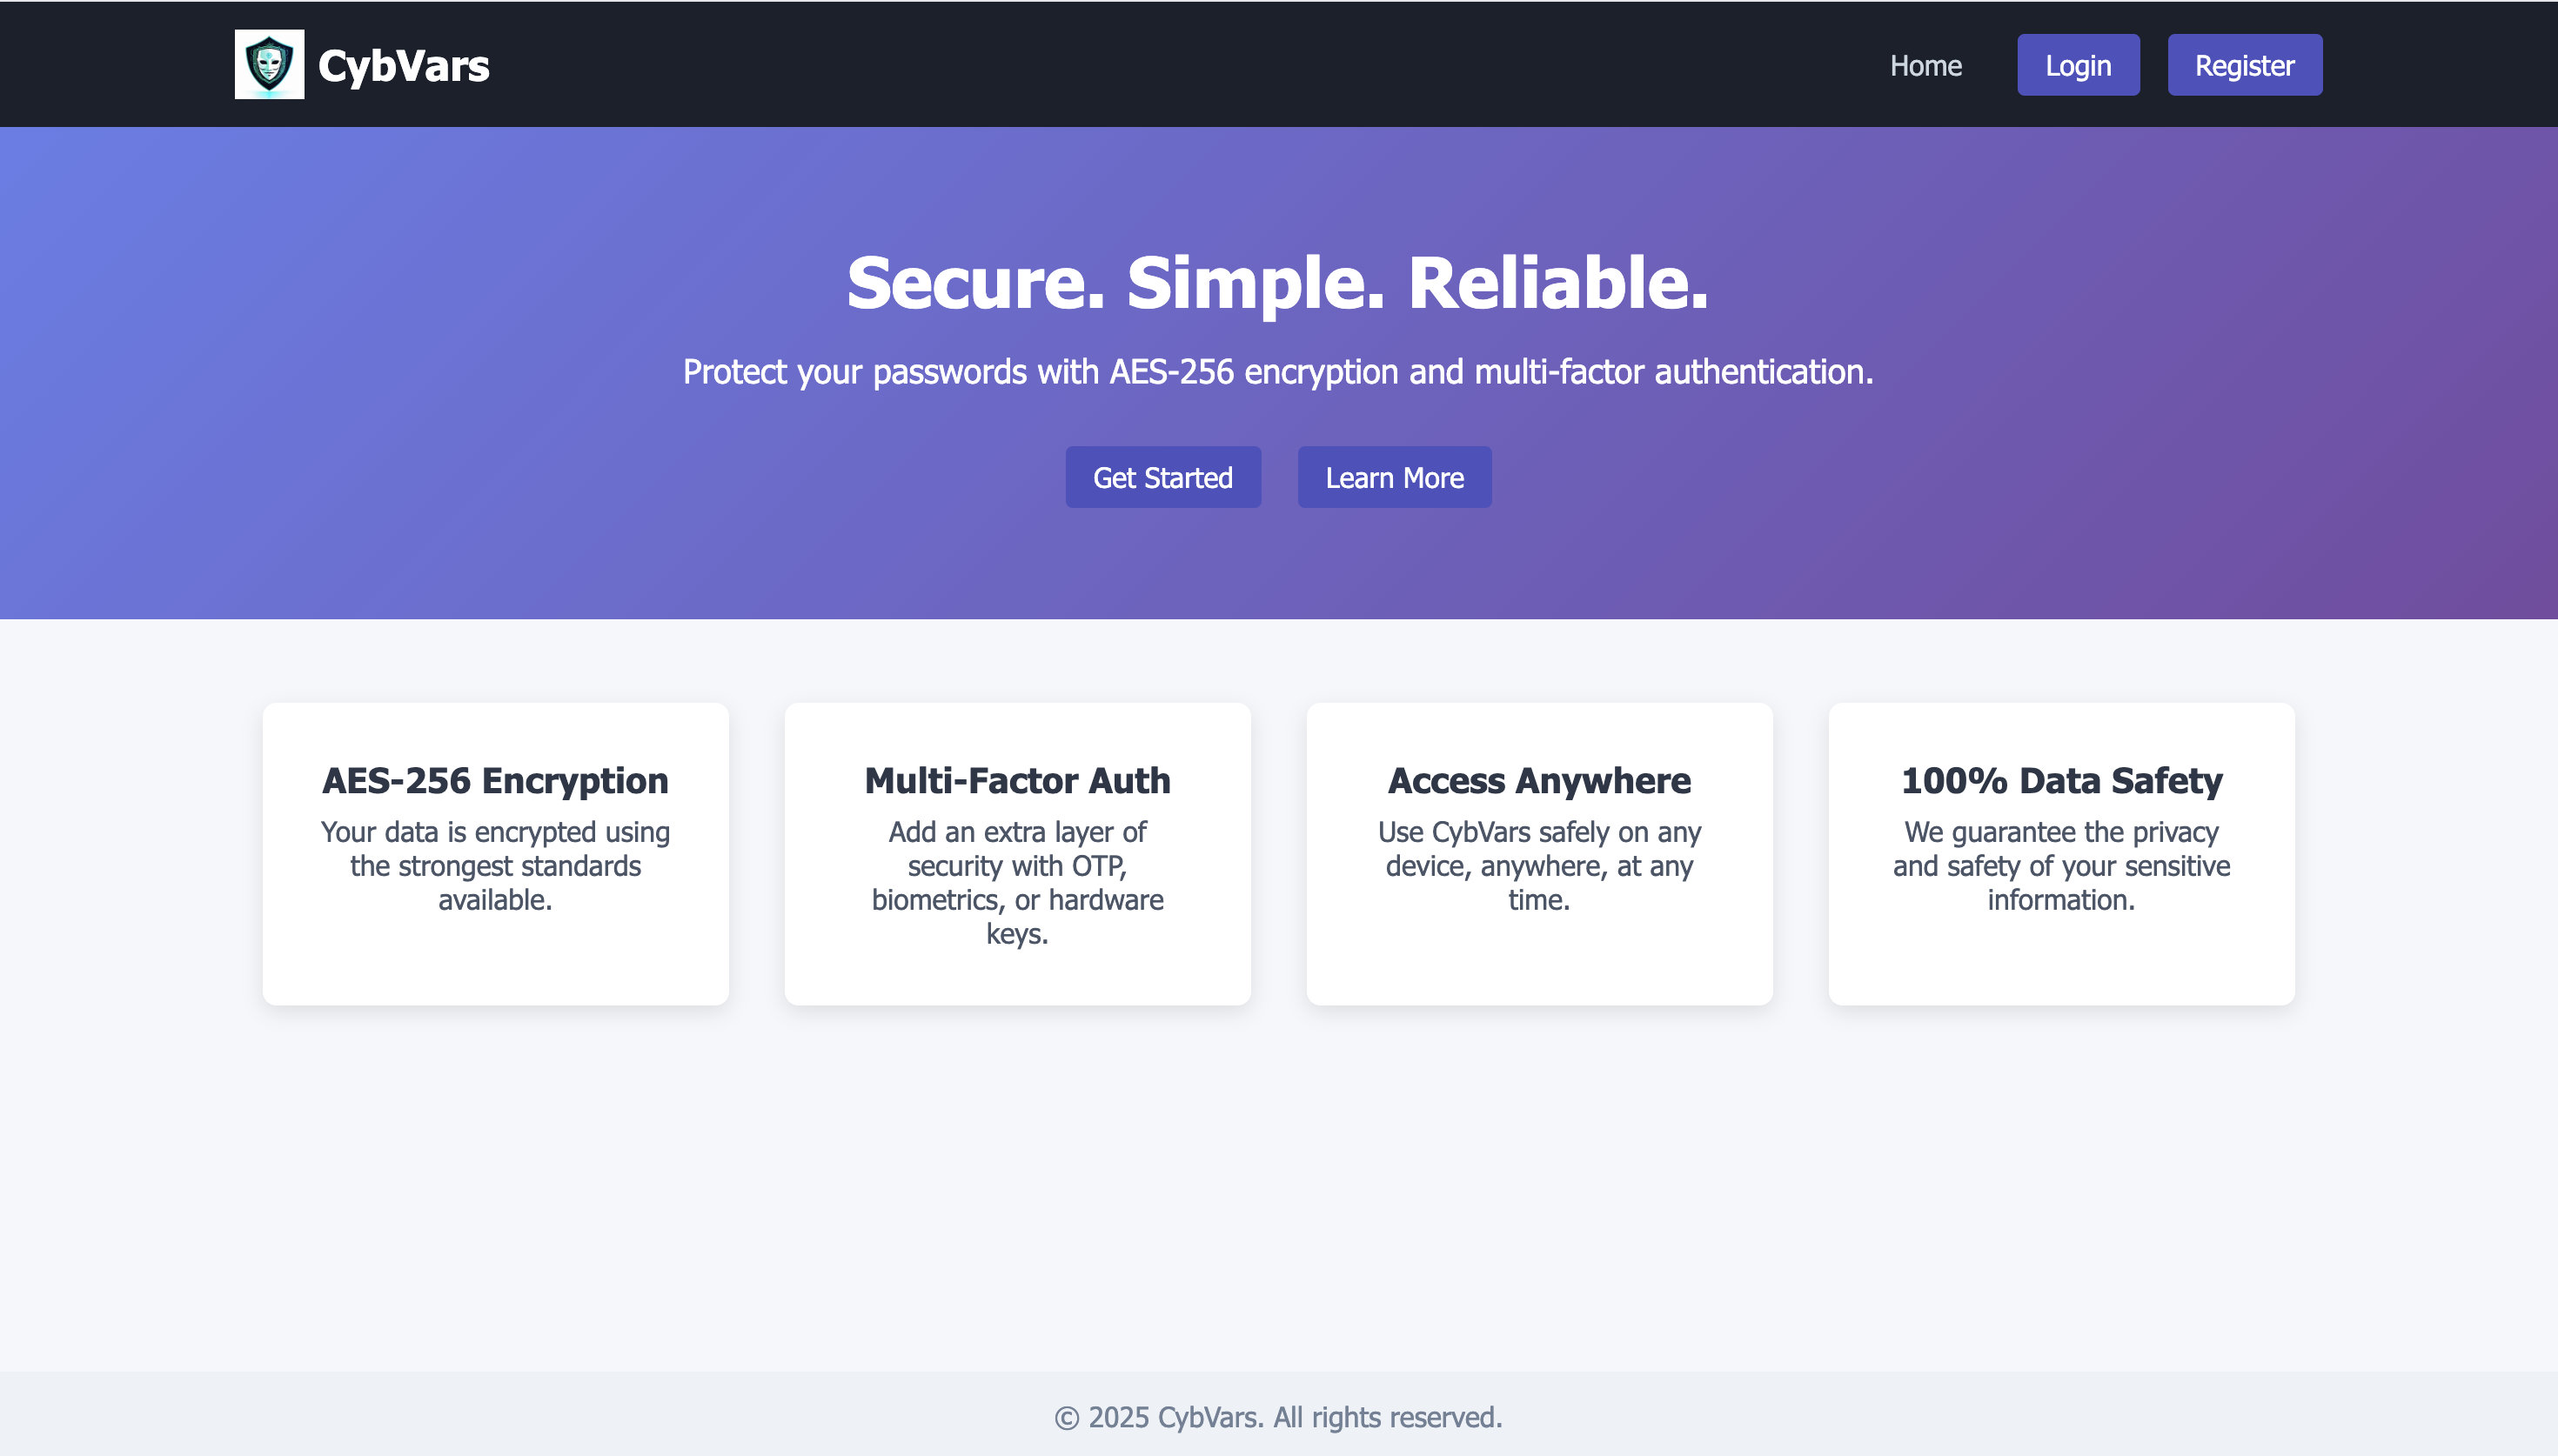 CybVars
Home
Login
Register
Secure. Simple. Reliable.
Protect your passwords with AES-256 encryption and multi-factor authentication.
Get Started
Learn More
AES-256 Encryption
Your data is encrypted using
the strongest standards
available.
Multi-Factor Auth
Add an extra layer of
security with OTP,
biometrics, or hardware
keys.
Access Anywhere
Use CybVars safely on any
device, anywhere, at any
time.
100% Data Safety
We guarantee the privacy
and safety of your sensitive
information.
© 2025 CybVars. All rights reserved.